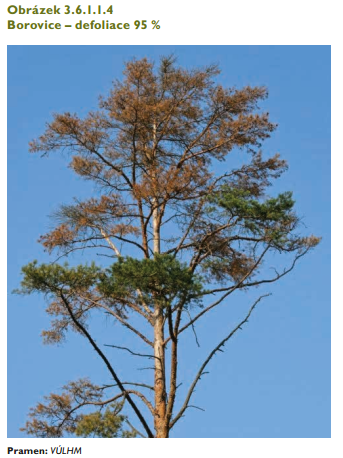 Obrázek 3.6.1.1.4
Borovice – defoliace 95 %
Pramen: VÚLHM